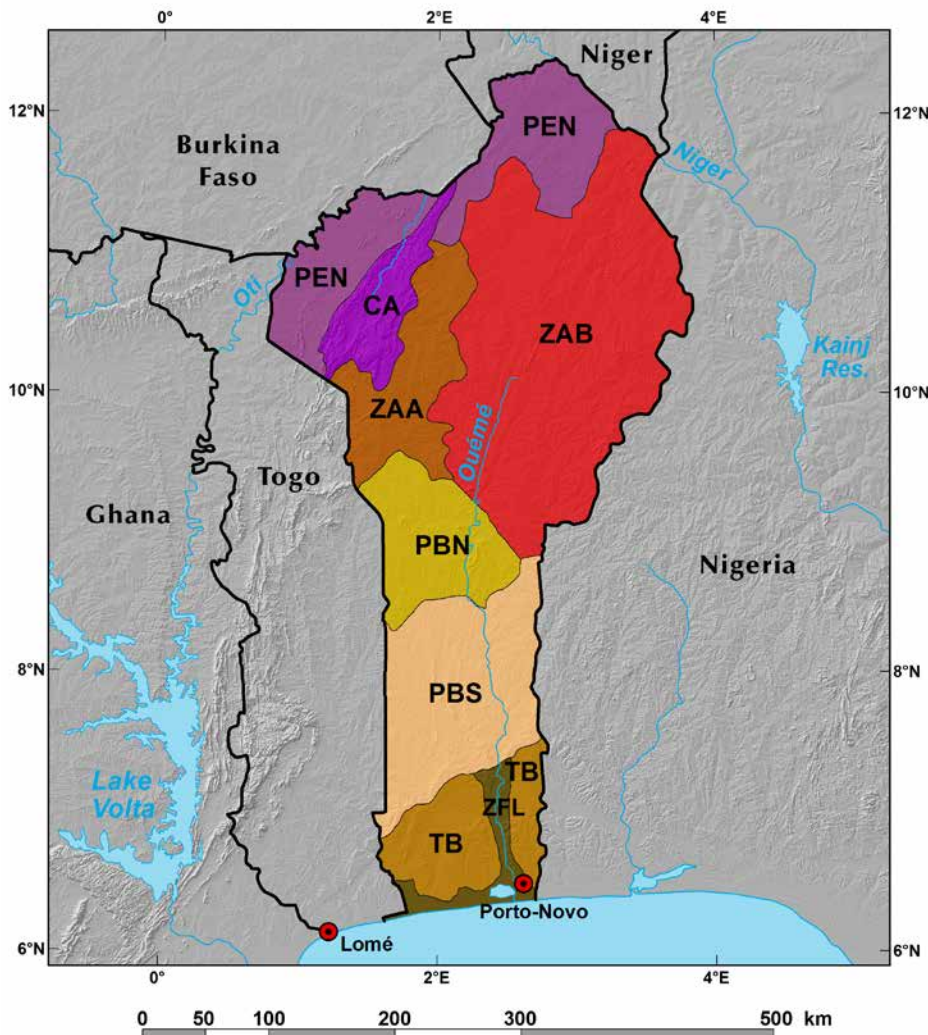 0°
2°E
4°E
Niger
12°N
12°N
PEN
Burkina
Faso
Niger
PEN
Oti
CA
ZAB
Kainj
Res.
10°N
10°N
ZAA
Ouémé
Togo
Ghana
PBN
Nigeria
8°N
8°N
PBS
Lake
Volta
TB
ZFL
TB
Porto-Novo
Lomé
6°N
6°N
0°
2°E
4°E
0 50 100 200 300 500 km